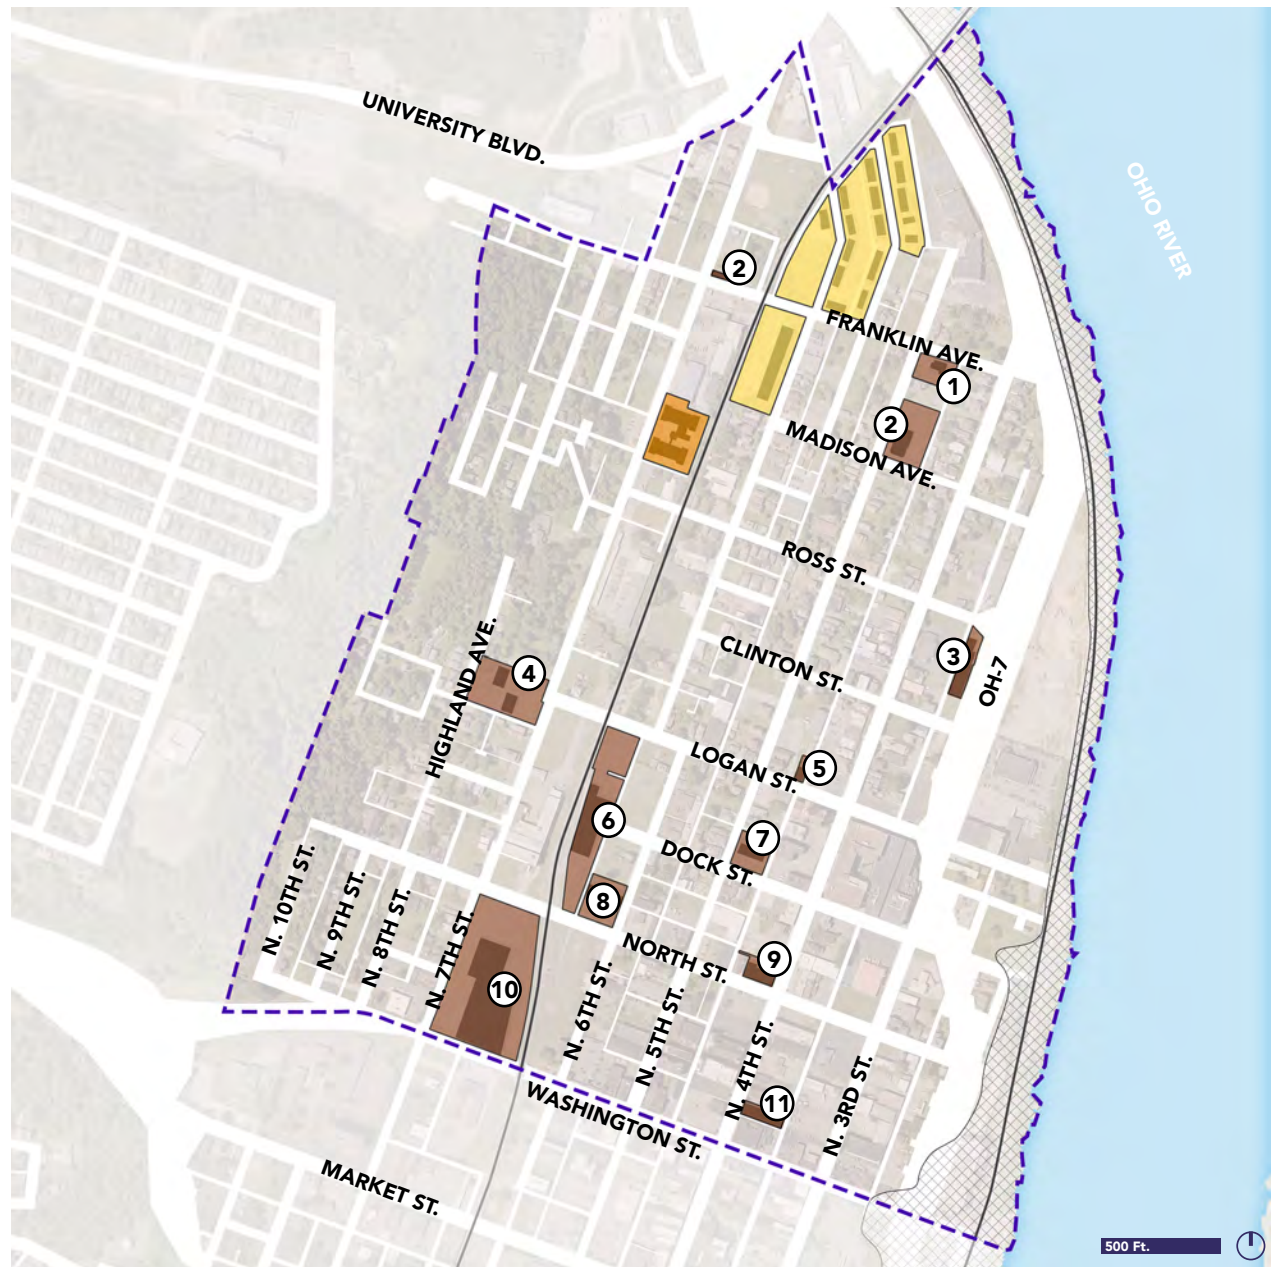 UNIVERSITY BLVD.
OHIO RIVER
2
FRANKLIN AVE.
1
2
MADISON AVE.
ROSS ST.
CLINTON ST.
3
OH-7
HIGHLAND AVE.
4
LOGAN ST.
5
6
7
DOCK ST.
8
N. 10TH ST.
N. 9TH ST.
N. 8TH ST.
N. 7TH ST.
NORTH ST.
9
10
N. 6TH ST.
N. 5TH ST.
N. 4TH ST.
N. 3RD ST.
11
WASHINGTON ST.
MARKET ST.
500 Ft.